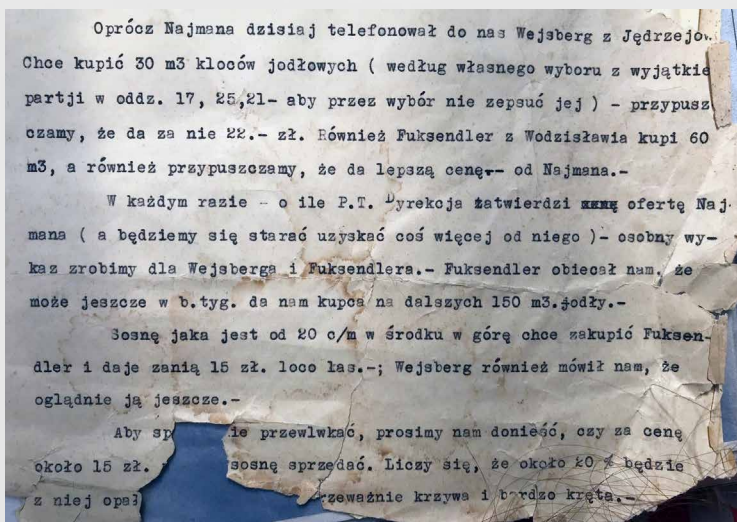 Oprócz Najmana dzisiaj telefonował do nas Wejsberg z Jędrzejow
Chce kupić 30 m3 kloców jodłowych ( według własnego wyboru z wyjątkie
partji w oddz. 17, 25,21- aby przez wybór nie zepsuć jej ) - przypusz
czamy, że da za nie 22.- zł. Również Fuksendler z Wodzisławia kupi 60
m3, a również przypuszczamy, że da lepszą cenę-- od Najmana.-
W każdym razie - o ile P.T. Dyrekcja zatwierdzi ofertę Naj-
mana ( a będziemy się starać uzyskać coś więcej od niego )- osobny wy-
kaz zrobimy dla Wejsberga i Fuksendlera.- Fuksendler obiecał nam, że
może jeszcze w b.tyg. da nam kupca na dalszych 150 m3.jodły.-
Sosnę jaka jest od 20 c/m w środku w górę chce zakupić Fuksen-
dler i daje zanią 15 zł. loco las.-; Wejsberg również mówił nam, że
oglądnie ją jeszcze.-
Aby sp ie przewlwkać, prosimy nam donieść, czy za cenę
około 15 zł. sosnę sprzedać. Liczy się, że około 20 % będzie
z niej opał rzeważnie krzywa i bardzo kręta.-